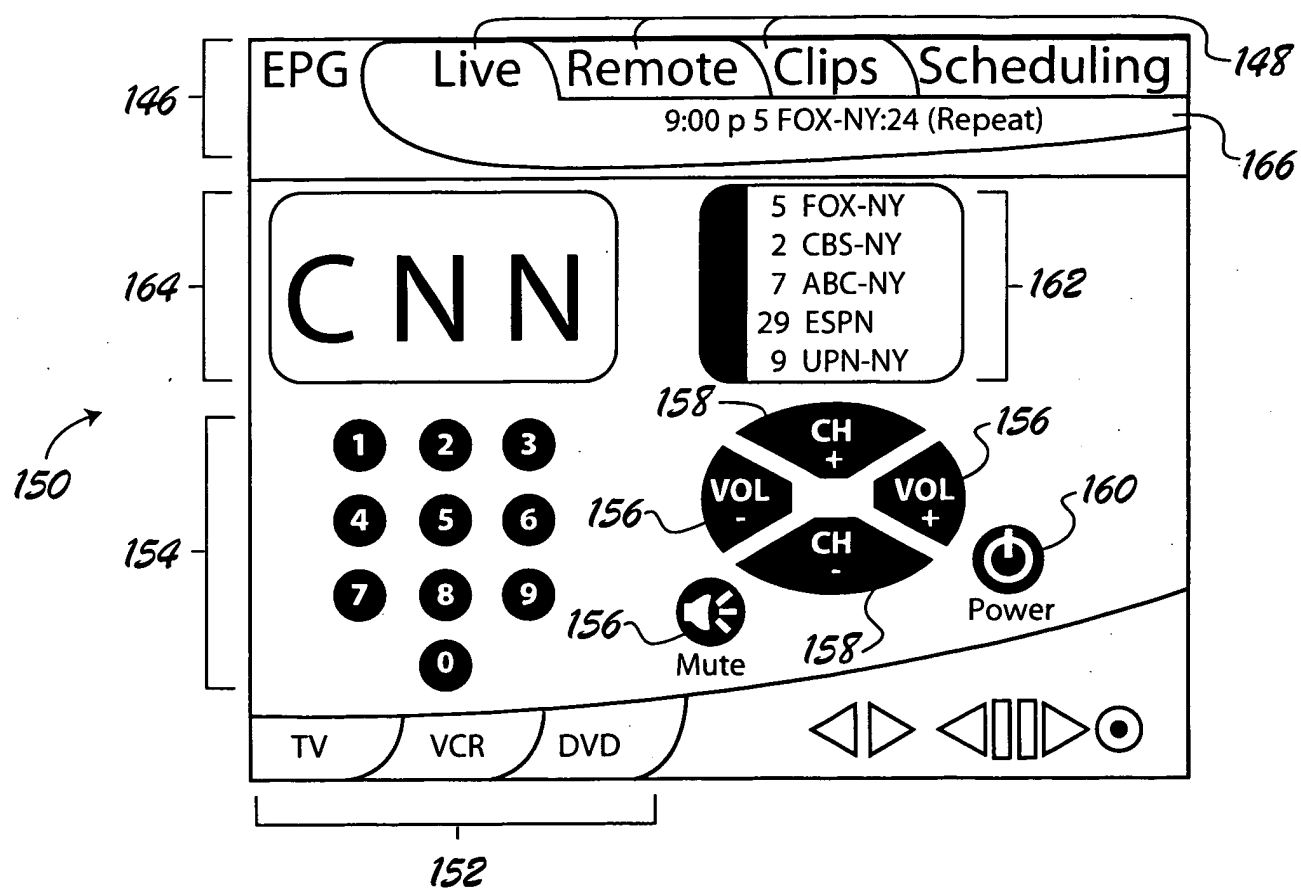 EPG Live Remote Clips Scheduling
148
146
9:00 p 5 FOX-NY:24 (Repeat)
166
164
C N N
5 FOX-NY
2 CBS-NY
7 ABC-NY
29 ESPN
9 UPN-NY
162
150
154
1 2 3
4 5 6
7 8 9
0
158
CH
+
156
VOL
-
VOL
+
156
CH
-
158
160
Power
156
Mute
TV VCR DVD
152